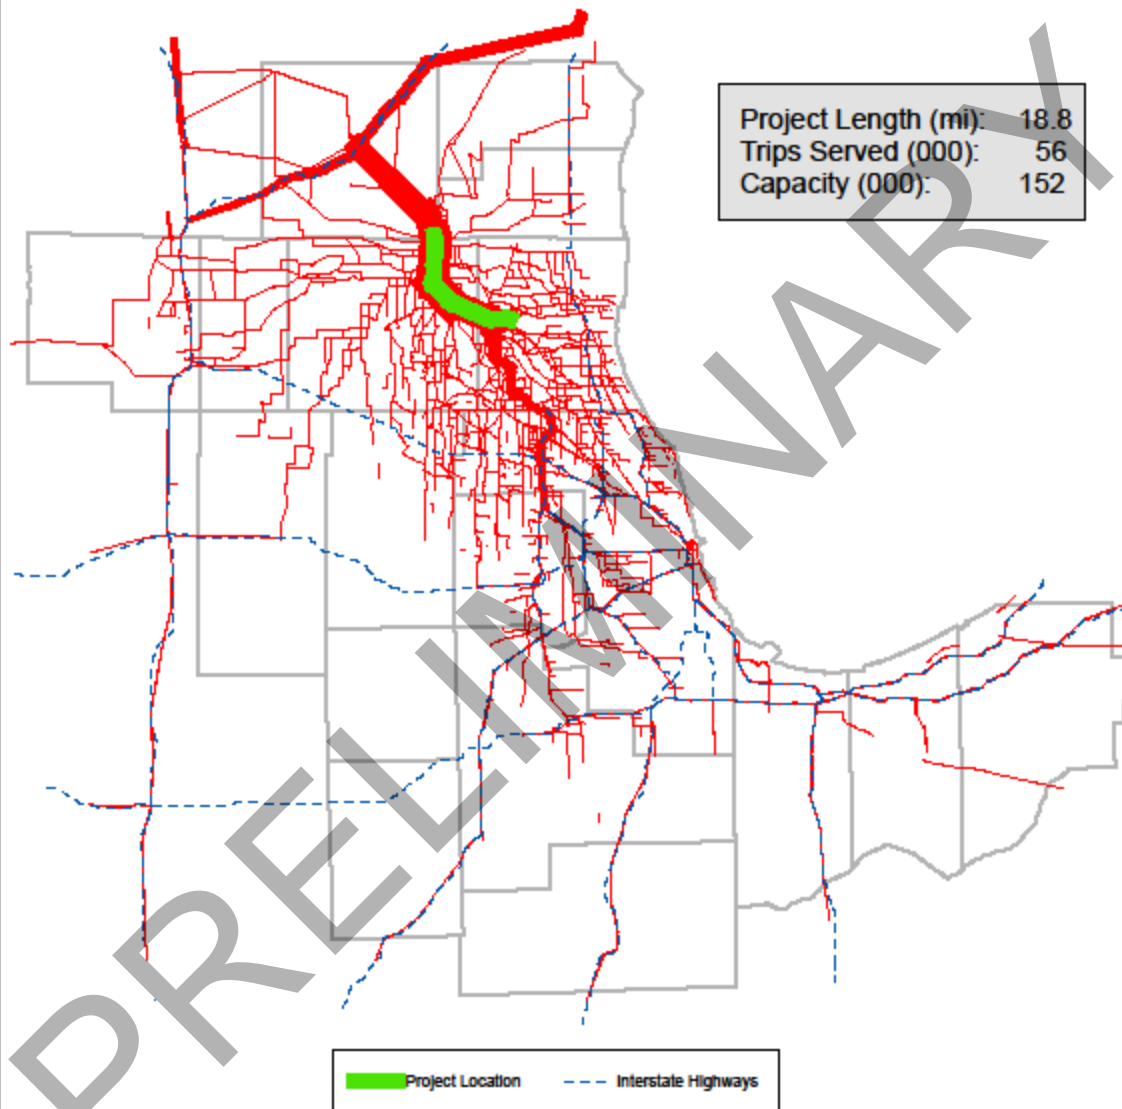 Project Length (mi): 18.8
Trips Served (000): 56
Capacity (000): 152
PRELIMINARY
Project Location
Interstate Highways